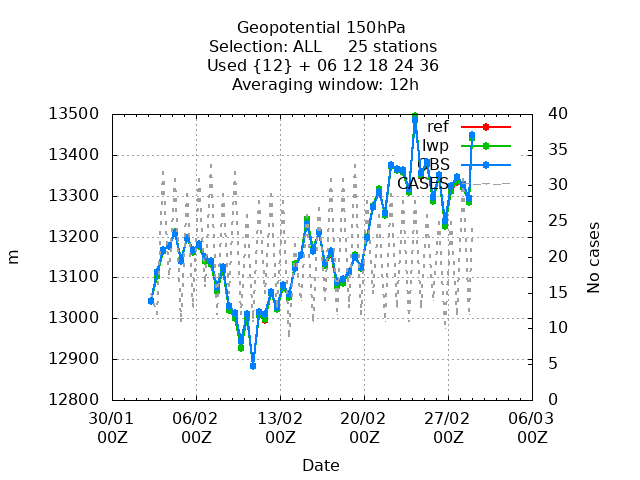 Geopotential 150hPa
Selection: ALL     25 stations
Used {12} + 06 12 18 24 36
Averaging window: 12h
13500
13400
13300
13200
13100
13000
12900
12800
m
40
35
30
25
20
15
10
5
0
No cases
ref
lwp
OBS
CASES
30/01 06/02 13/02 20/02 27/02 06/03
00Z 00Z 00Z 00Z 00Z 00Z
Date